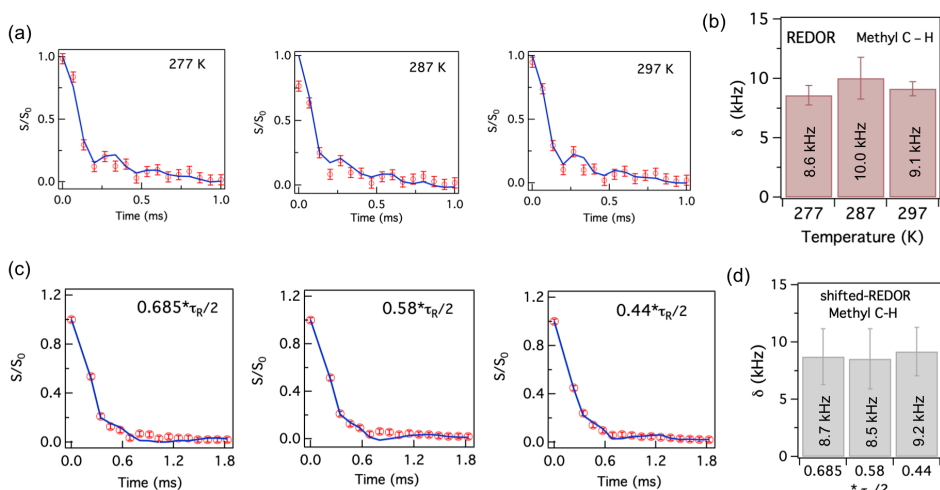 (a)
277 K
S/S0
1.0
0.5
0.0
0.0 0.5 1.0
Time (ms)
287 K
S/S0
1.0
0.5
0.0
0.0 0.5 1.0
Time (ms)
297 K
S/S0
1.0
0.5
0.0
0.0 0.5 1.0
Time (ms)
(b)
REDOR Methyl C – H
δ (kHz)
15
10
5
0
8.6 kHz
10.0 kHz
9.1 kHz
277 287 297
Temperature (K)
(c)
0.685*τR/2
S/S0
1.2
0.8
0.4
0.0
0.0 0.6 1.2 1.8
Time (ms)
0.58*τR/2
S/S0
1.2
0.8
0.4
0.0
0.0 0.6 1.2 1.8
Time (ms)
0.44*τR/2
S/S0
1.2
0.8
0.4
0.0
0.0 0.6 1.2 1.8
Time (ms)
(d)
shifted-REDOR
Methyl C-H
δ (kHz)
15
10
5
0
8.7 kHz
8.5 kHz
9.2 kHz
0.685 0.58 0.44